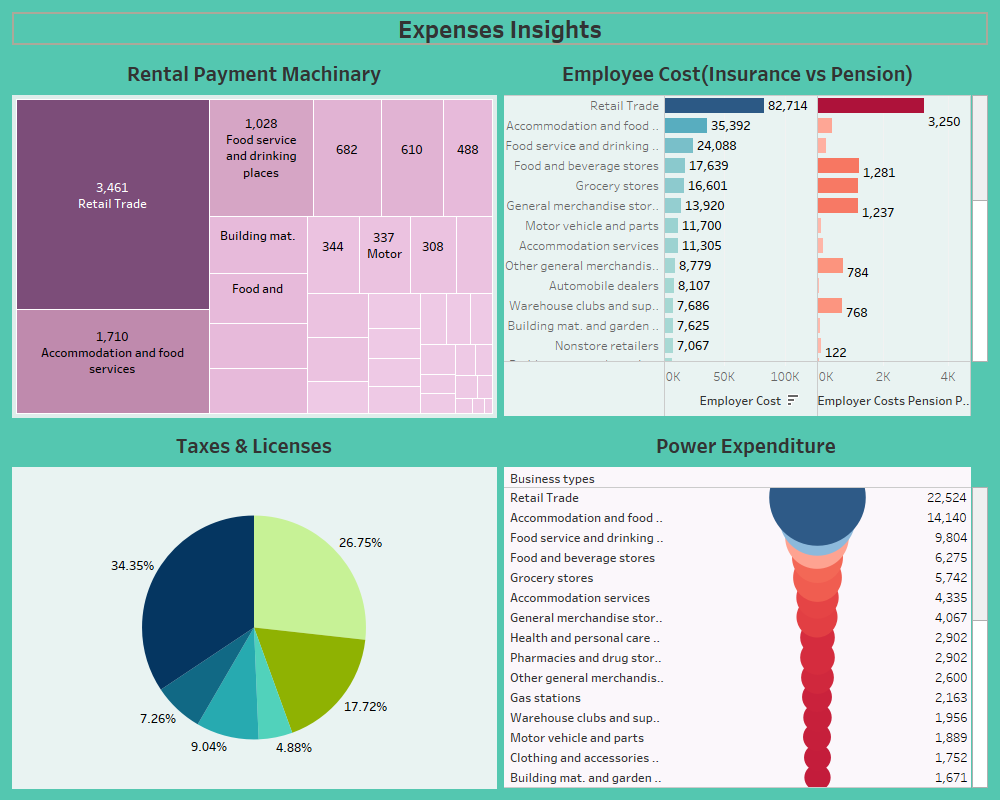 Expenses Insights
Rental Payment Machinary
3,461
Retail Trade
1,710
Accommodation and food
services
1,028
Food service
and drinking
places
682
610
488
Building mat.
Food and
344
337
Motor
308
Employee Cost(Insurance vs Pension)
Retail Trade 82,714 3,250
Accommodation and food .. 35,392
Food service and drinking .. 24,088
Food and beverage stores 17,639 1,281
Grocery stores 16,601
General merchandise stor.. 13,920 1,237
Motor vehicle and parts 11,700
Accommodation services 11,305
Other general merchandis.. 8,779 784
Automobile dealers 8,107
Warehouse clubs and sup.. 7,686 768
Building mat. and garden .. 7,625
Nonstore retailers 7,067 122
0K 50K 100K 0K 2K 4K
Employer Cost Employer Costs Pension P..
Taxes & Licenses
26.75%
34.35%
17.72%
7.26%
9.04%
4.88%
Power Expenditure
Business types
Retail Trade 22,524
Accommodation and food .. 14,140
Food service and drinking .. 9,804
Food and beverage stores 6,275
Grocery stores 5,742
Accommodation services 4,335
General merchandise stor.. 4,067
Health and personal care .. 2,902
Pharmacies and drug stor.. 2,902
Other general merchandis.. 2,600
Gas stations 2,163
Warehouse clubs and sup.. 1,956
Motor vehicle and parts 1,889
Clothing and accessories .. 1,752
Building mat. and garden .. 1,671